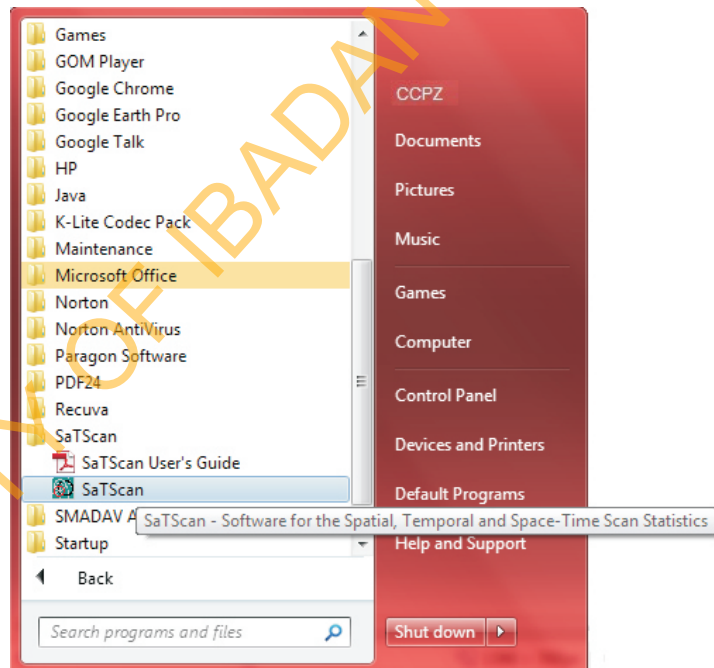 Games
GOM Player
Google Chrome
Google Earth Pro
Google Talk
HP
Java
K-Lite Codec Pack
Maintenance
Microsoft Office
Norton
Norton AntiVirus
Paragon Software
PDF24
Recuva
SaTScan
SaTScan User's Guide
SaTScan
SMADAV A
SaTScan - Software for the Spatial, Temporal and Space-Time Scan Statistics
Startup
Back
Search programs and files
CCPZ
Documents
Pictures
Music
Games
Computer
Control Panel
Devices and Printers
Default Programs
Help and Support
Shut down
OF IBADAN